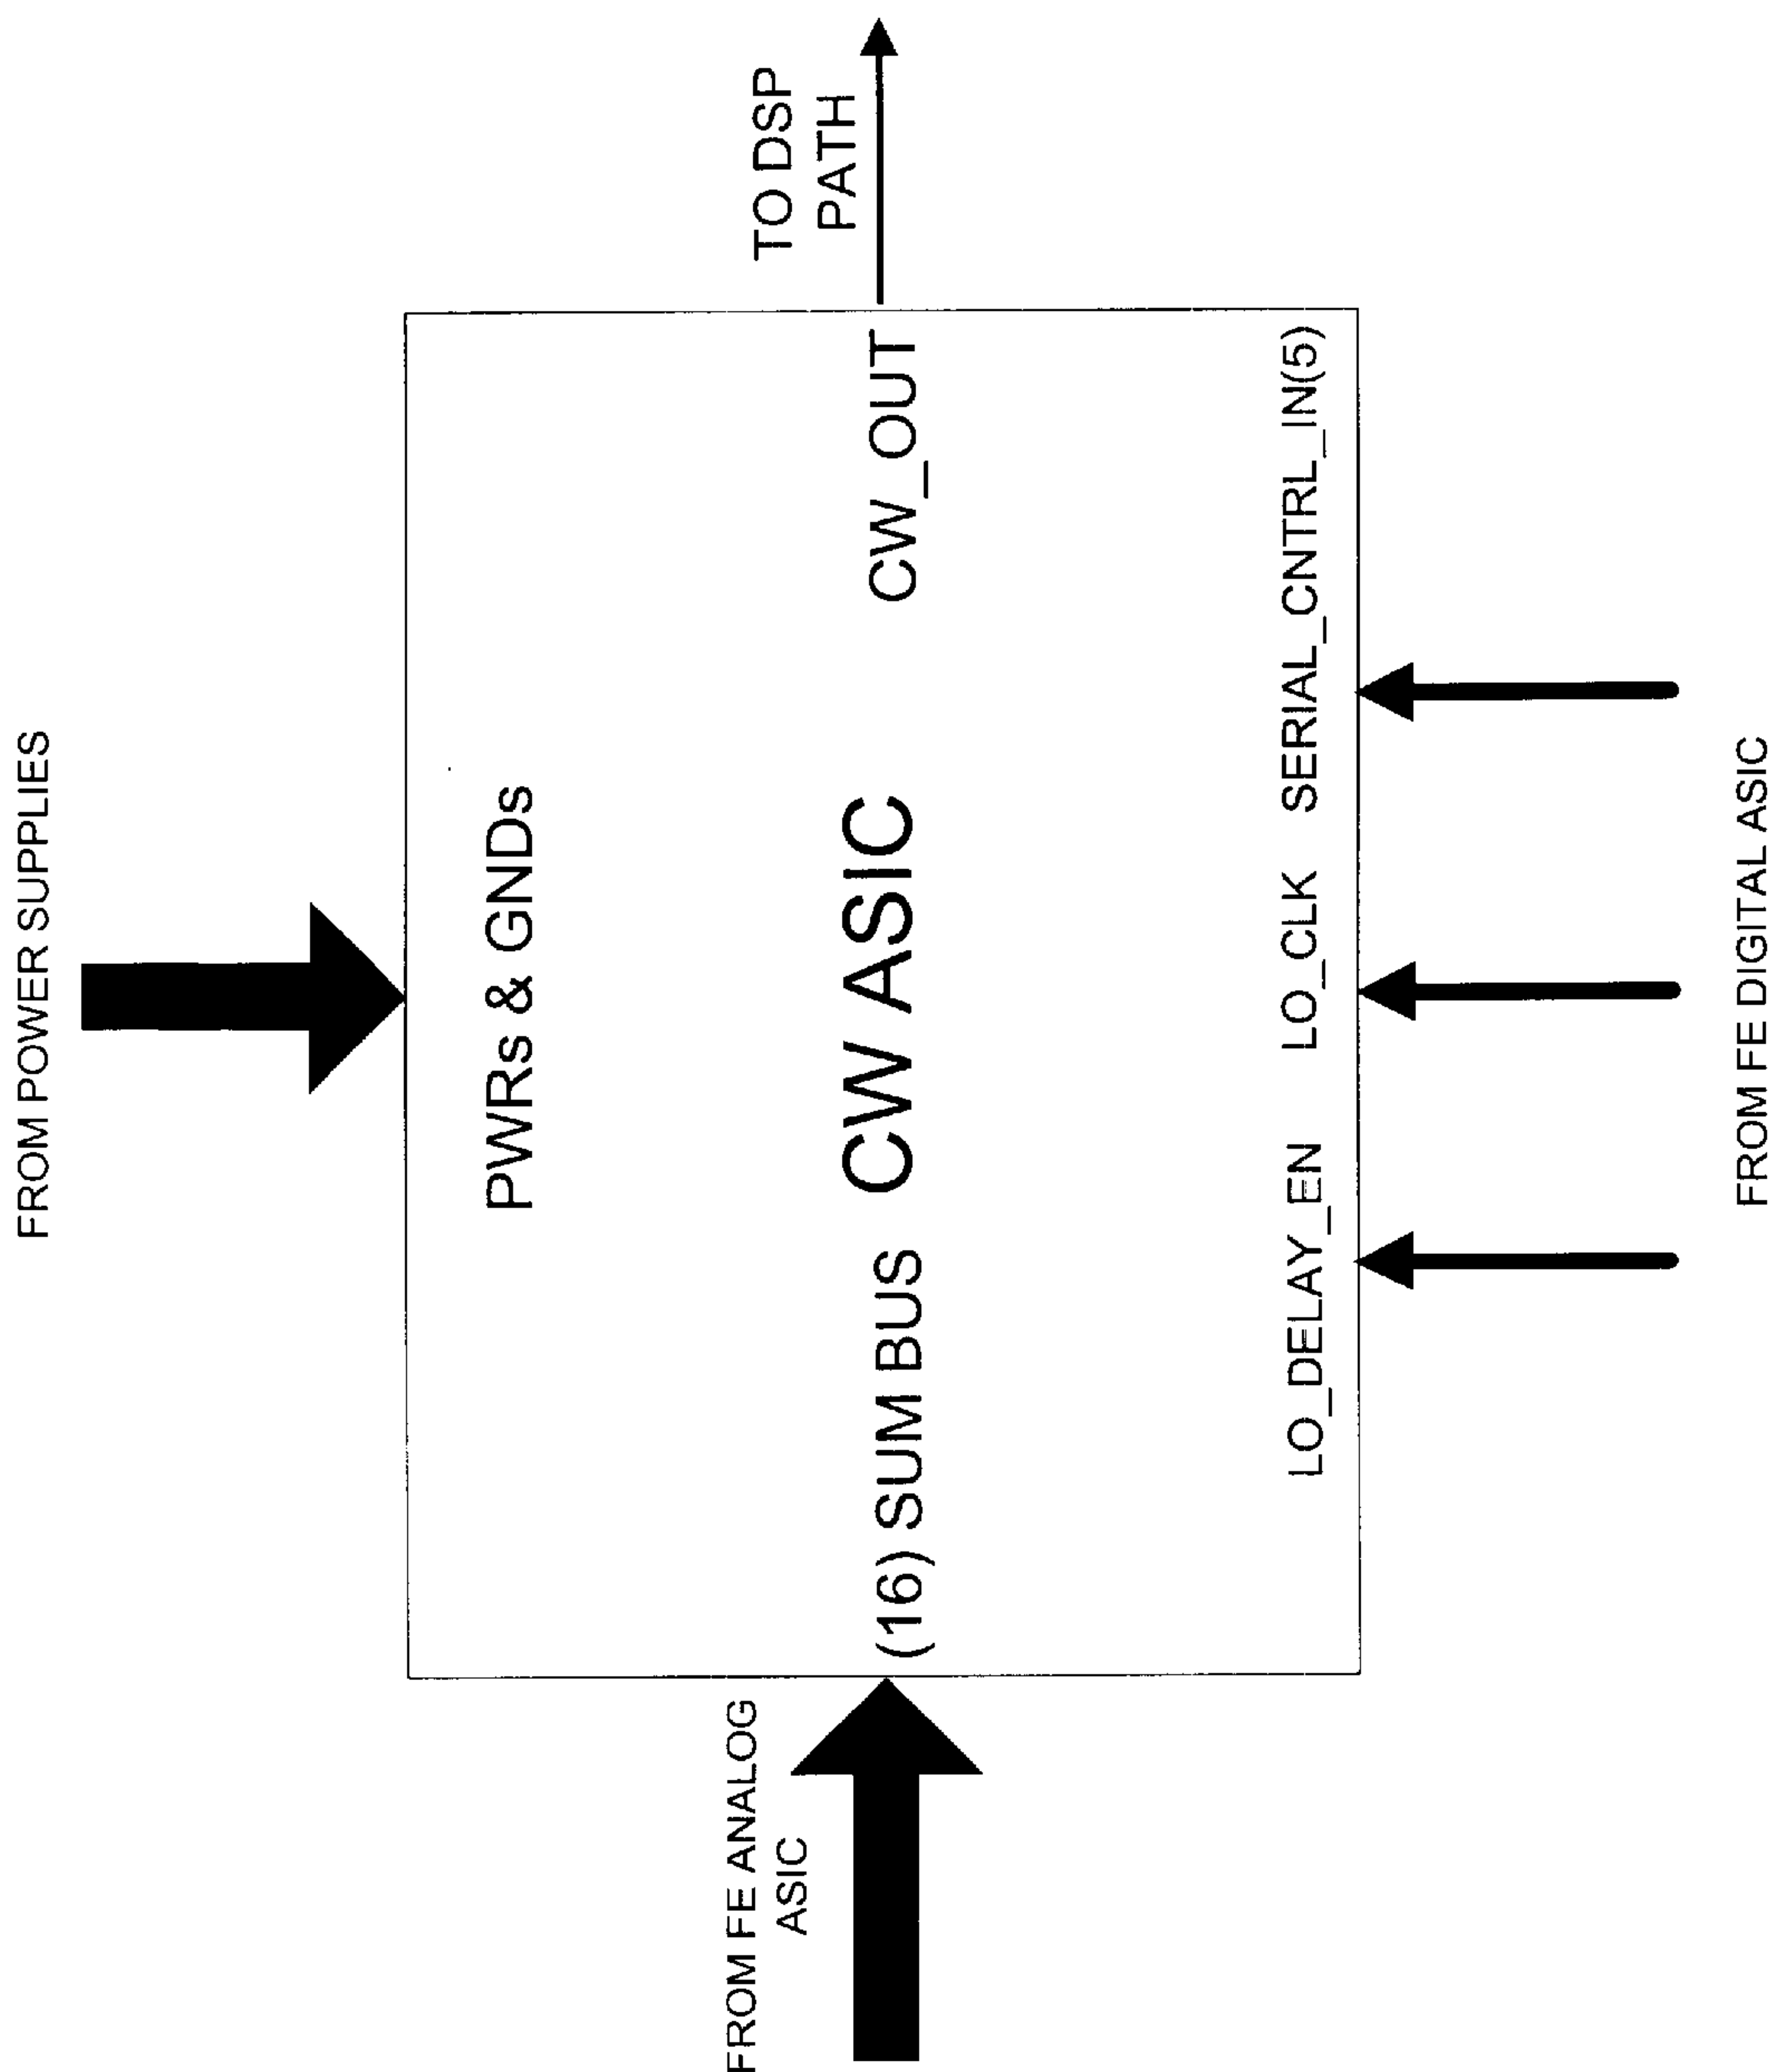 FROM POWER SUPPLIES
PWRs & GNDs
FROM FE ANALOG
ASIC
(16) SUM BUS
CW ASIC
CW_OUT
TO DSP
PATH
LO_DELAY_EN
LO_CLK
SERIAL_CNTRL_IN(5)
FROM FE DIGITAL ASIC